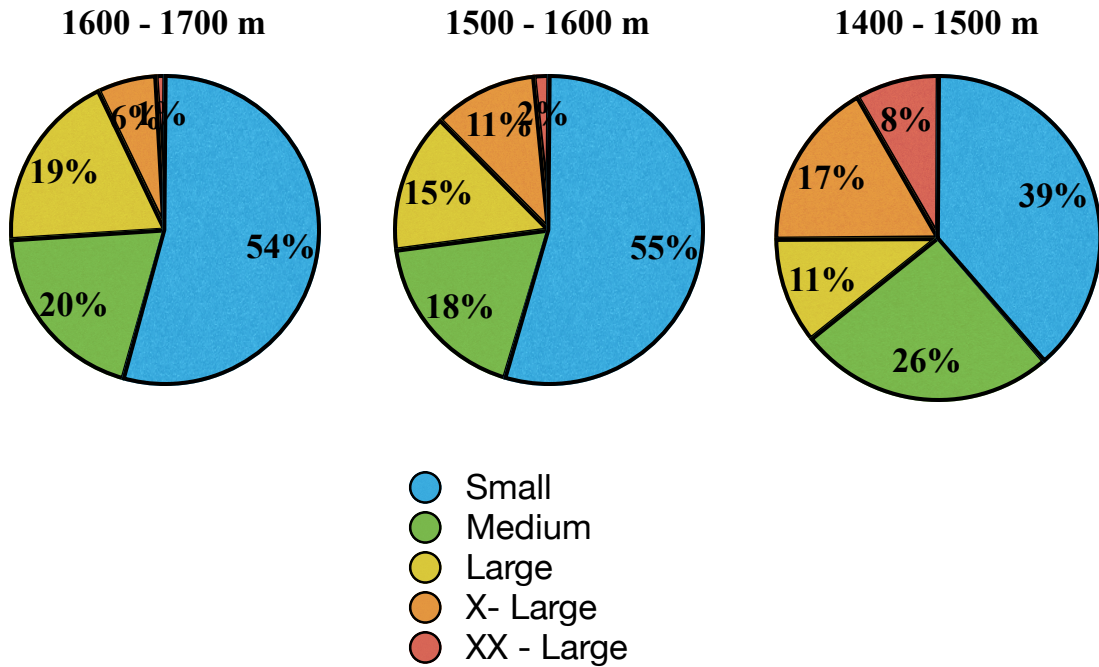 1600 - 1700 m
1500 - 1600 m
1400 - 1500 m
6%
1%
19%
54%
20%
11%
2%
15%
55%
18%
8%
17%
39%
11%
26%
Small
Medium
Large
X- Large
XX - Large